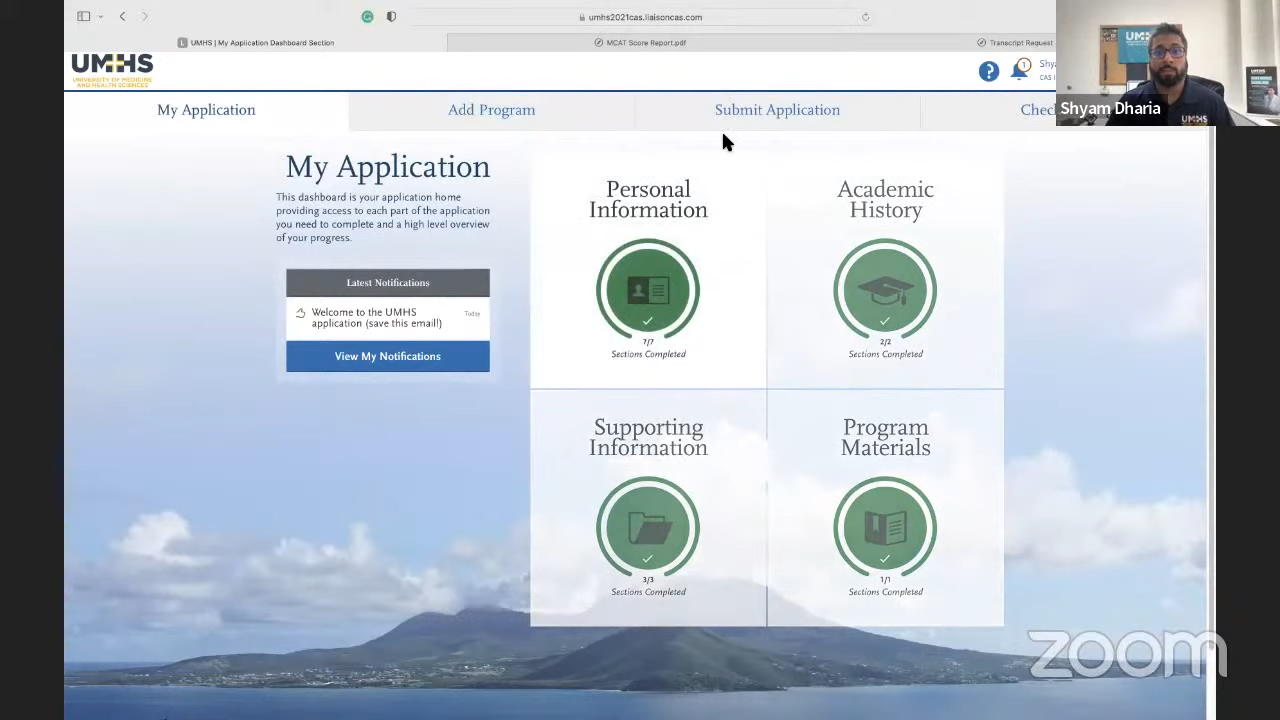 umhs2021cas.liaisoncas.com
UMHS | My Application Dashboard Section
MCAT Score Report.pdf
Transcript Request
UMHS
UNIVERSITY OF MEDICINE
AND HEALTH SCIENCES
1
Shya
CAS I
My Application
Add Program
Submit Application
Chec
Shyam Dharia
UMHS
My Application
This dashboard is your application home
providing access to each part of the application
you need to complete and a high level overview
of your progress.
Latest Notifications
Welcome to the UMHS
application (save this email!)
Today
View My Notifications
Personal
Information
7/7
Sections Completed
Academic
History
2/2
Sections Completed
Supporting
Information
3/3
Sections Completed
Program
Materials
1/1
Sections Completed
zoom